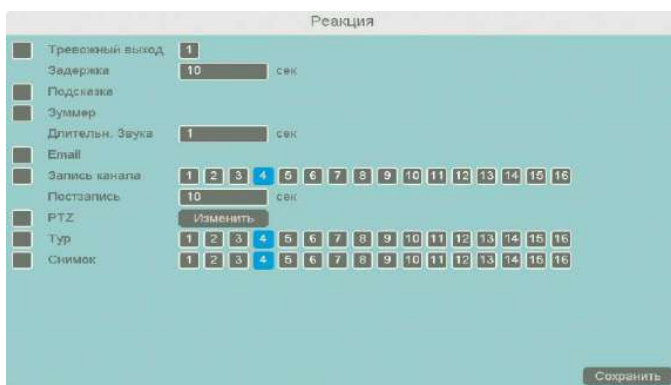 Реакция
Тревожный выход 1
Задержка 10 сек
Подсказка
Зуммер
Длительн. Звука 1 сек
Email
Запись канала 1 2 3 4 5 6 7 8 9 10 11 12 13 14 15 16
Постзапись 10 сек
PTZ Изменить
Тур 1 2 3 4 5 6 7 8 9 10 11 12 13 14 15 16
Снимок 1 2 3 4 5 6 7 8 9 10 11 12 13 14 15 16
Сохранить